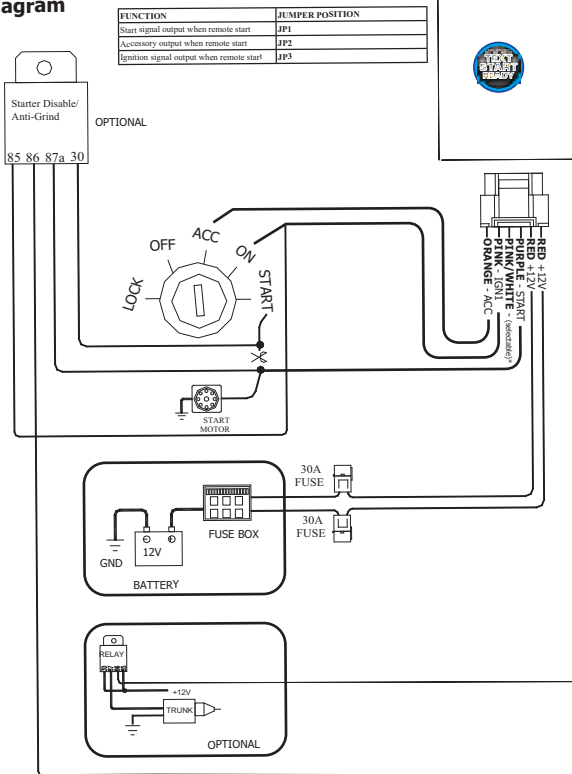 agram
FUNCTION JUMPER POSITION
Start signal output when remote start JP1
Accessory output when remote start JP2
Ignition signal output when remote start JP3
TEXT
START
READY
Starter Disable/
Anti-Grind
OPTIONAL
85 86 87a 30
LOCK
OFF
ACC
ON
START
RED +12V
RED +12V
PURPLE - START
PINK/WHITE - (selectable)*
PINK - IGN1
ORANGE - ACC
START
MOTOR
30A
FUSE
30A
FUSE
FUSE BOX
12V
GND
BATTERY
RELAY
+12V
TRUNK
OPTIONAL